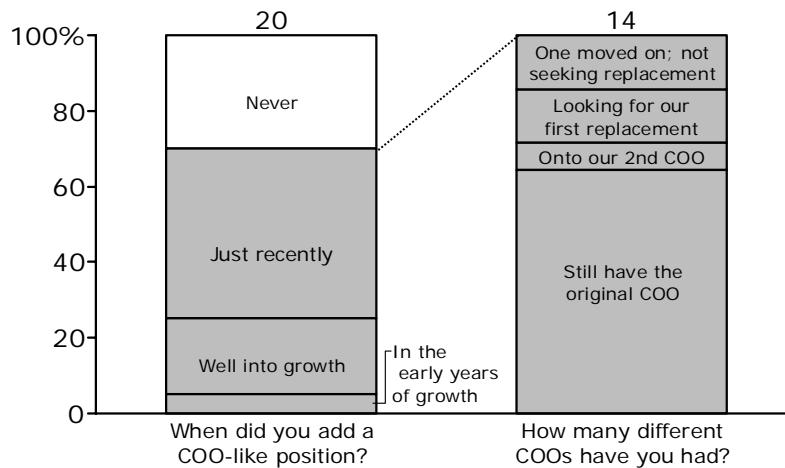 20
14
100%
80
60
40
20
0
Never
Just recently
Well into growth
In the
early years
of growth
One moved on; not
seeking replacement
Looking for our
first replacement
Onto our 2nd COO
Still have the
original COO
When did you add a
COO-like position?
How many different
COOs have you had?